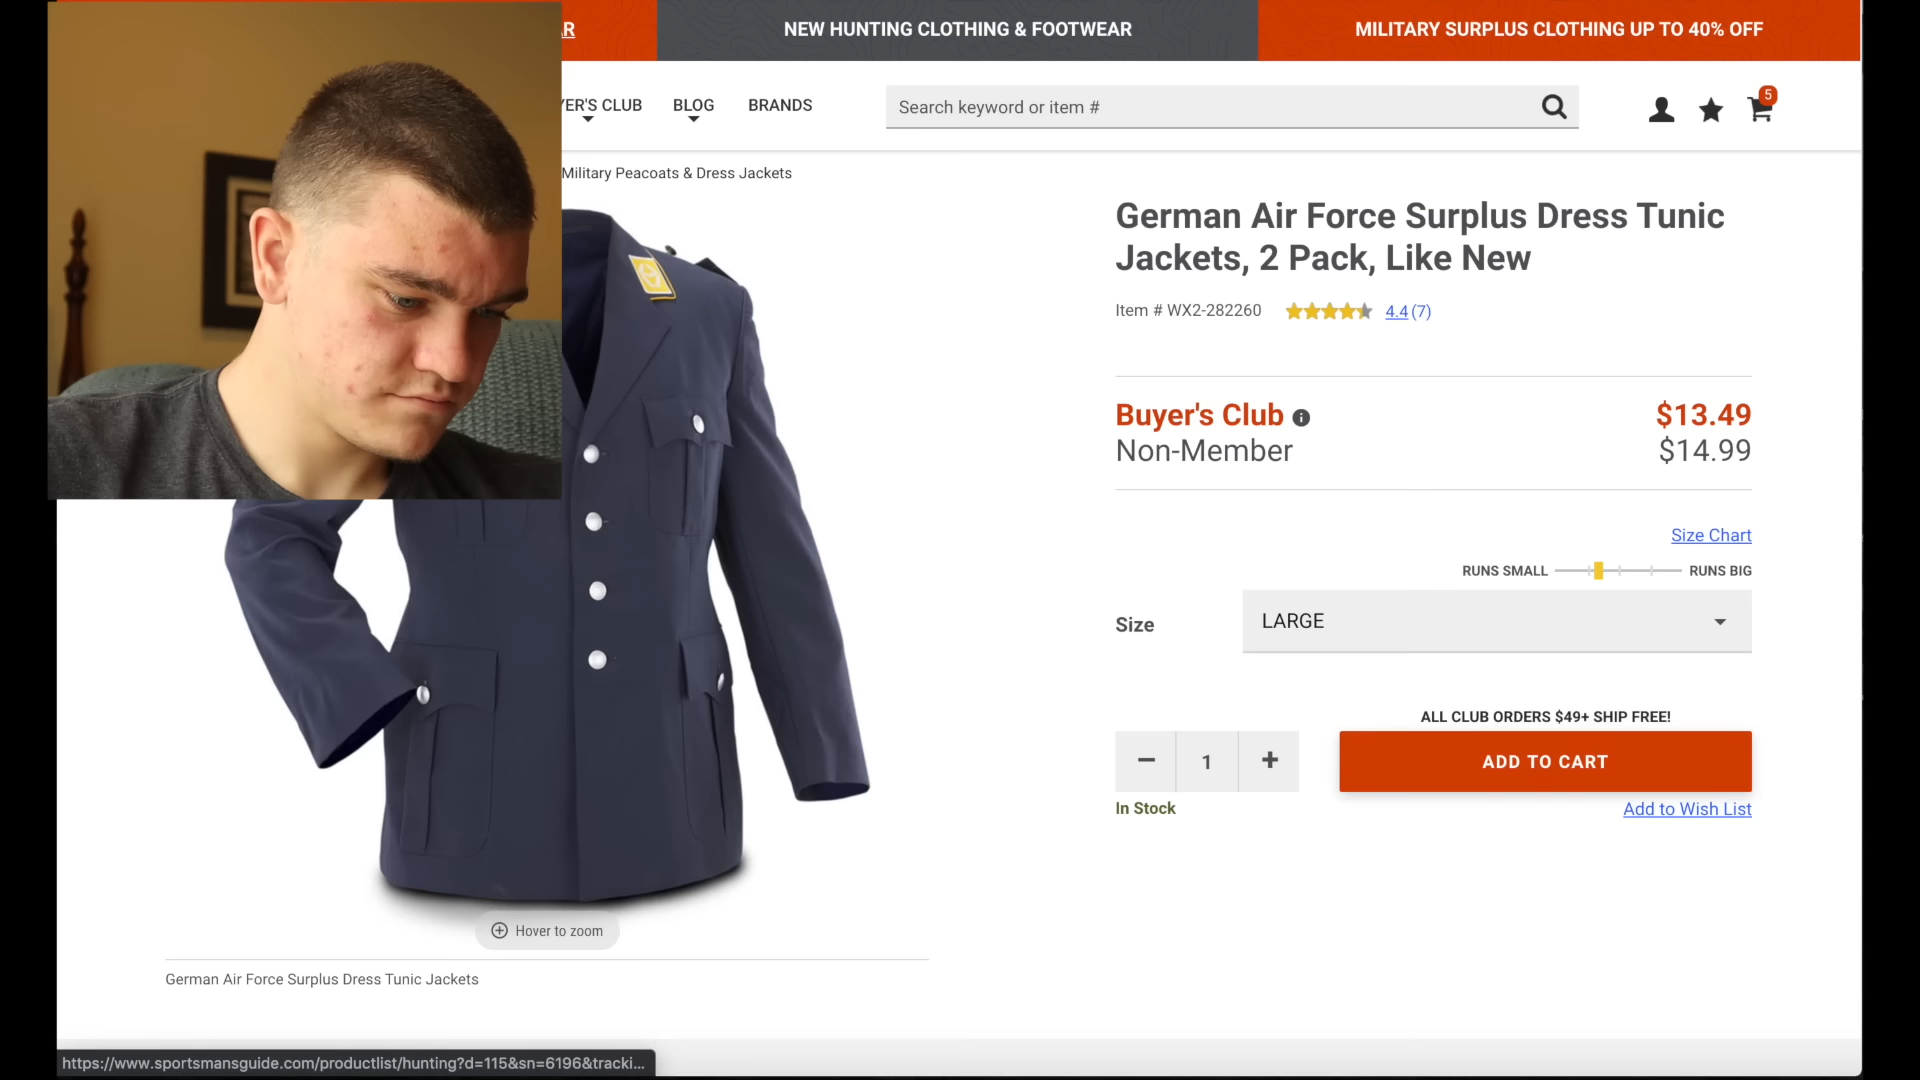 R
NEW HUNTING CLOTHING & FOOTWEAR
MILITARY SURPLUS CLOTHING UP TO 40% OFF
YER'S CLUB
BLOG
BRANDS
Search keyword or item #
5
Military Peacoats & Dress Jackets
German Air Force Surplus Dress Tunic
Jackets, 2 Pack, Like New
Item # WX2-282260
4.4 (7)
Buyer's Club
$13.49
Non-Member
$14.99
Size Chart
RUNS SMALL
RUNS BIG
Size
LARGE
ALL CLUB ORDERS $49+ SHIP FREE!
1
ADD TO CART
In Stock
Add to Wish List
Hover to zoom
German Air Force Surplus Dress Tunic Jackets
https://www.sportsmansguide.com/productlist/hunting?d=115&sn=6196&tracki...